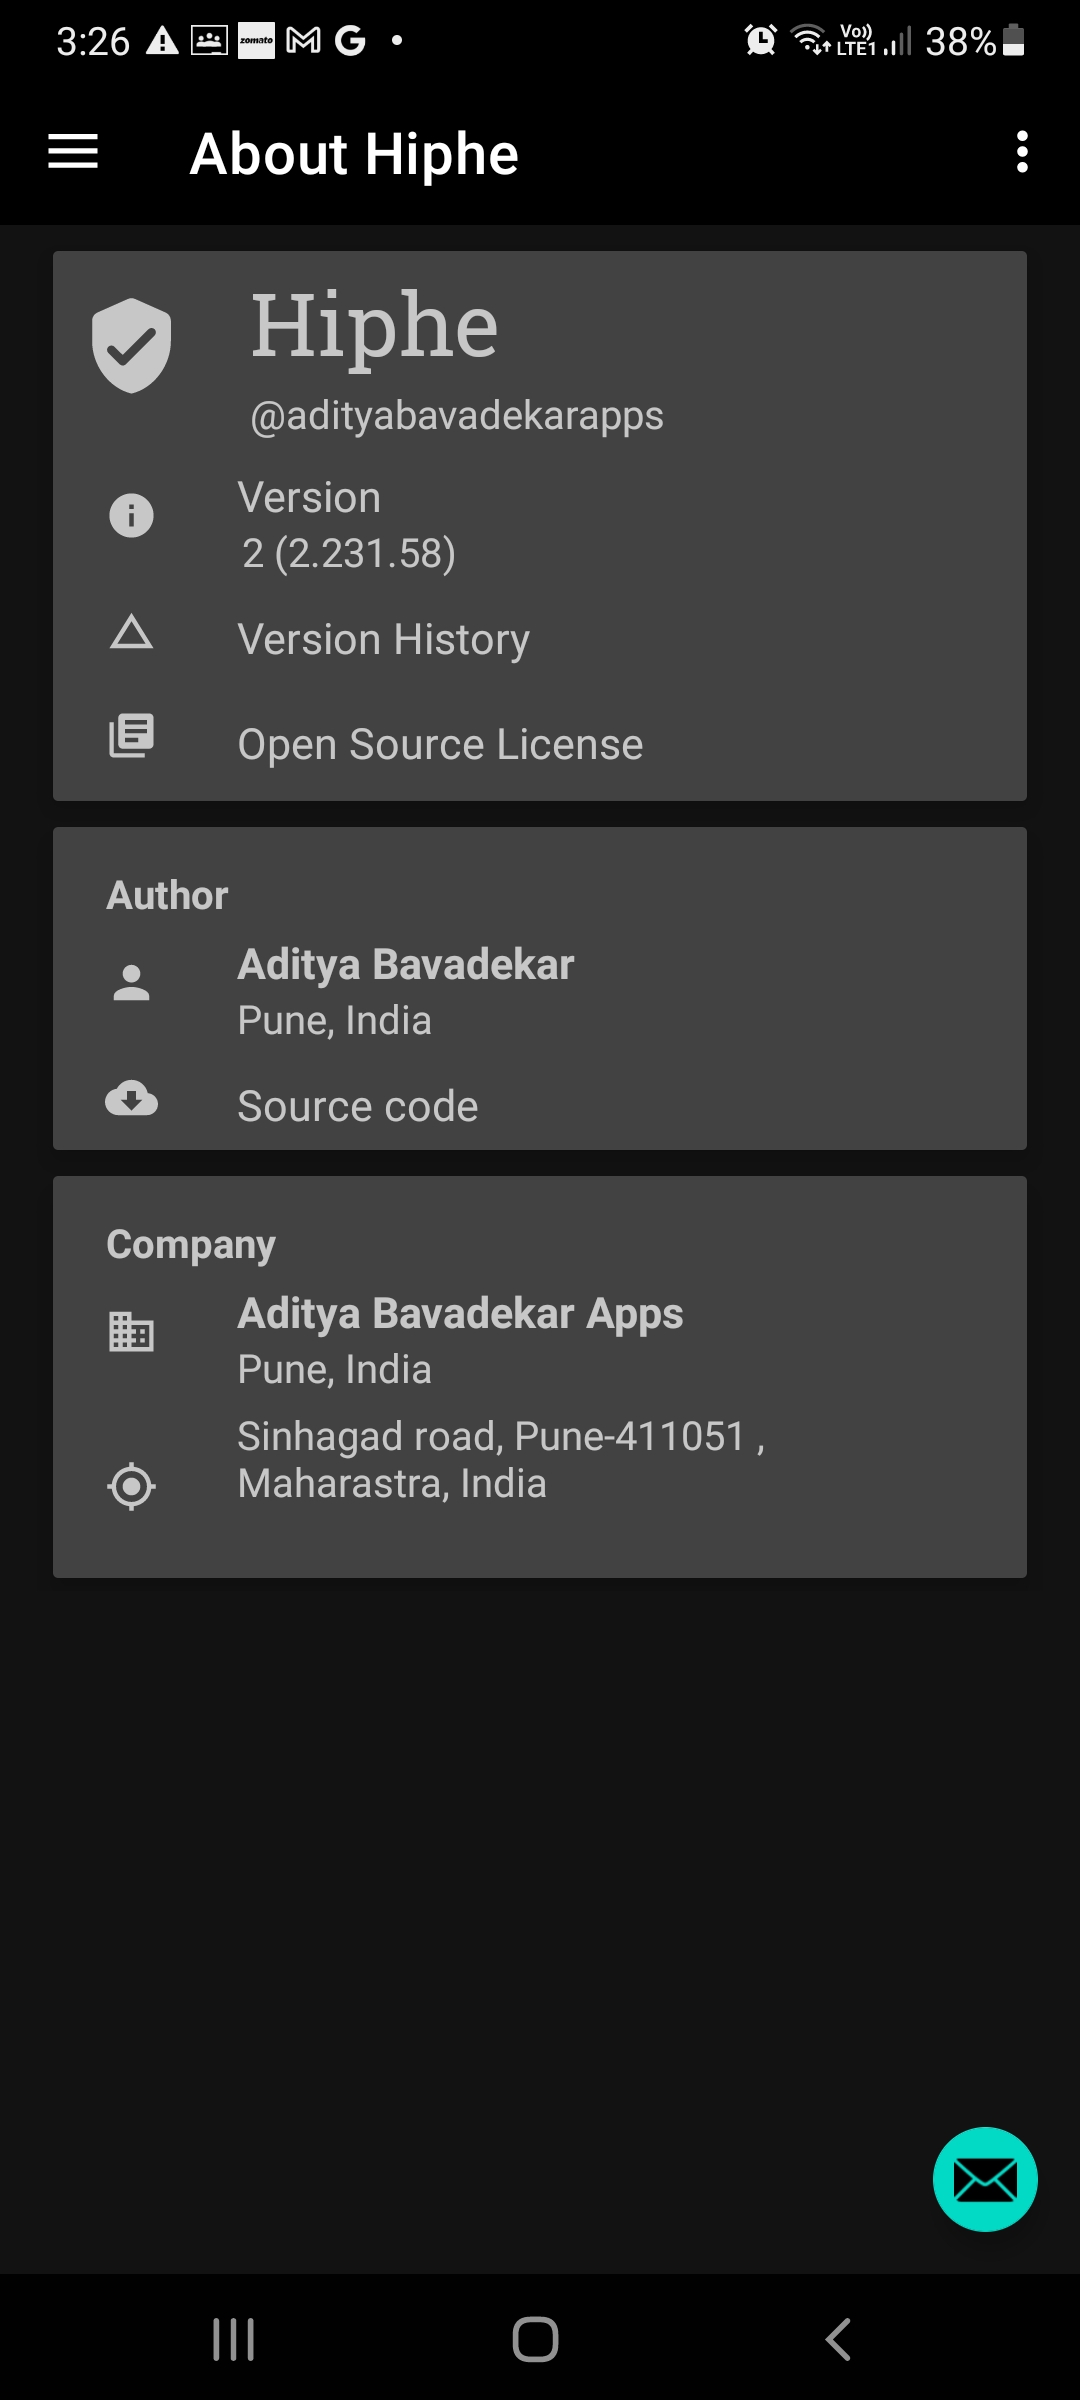 3:26 zomato M G Vo)) LTE1 38%
About Hiphe
Hiphe
@adityabavadekarapps
Version
2 (2.231.58)
Version History
Open Source License
Author
Aditya Bavadekar
Pune, India
Source code
Company
Aditya Bavadekar Apps
Pune, India
Sinhagad road, Pune-411051 ,
Maharastra, India